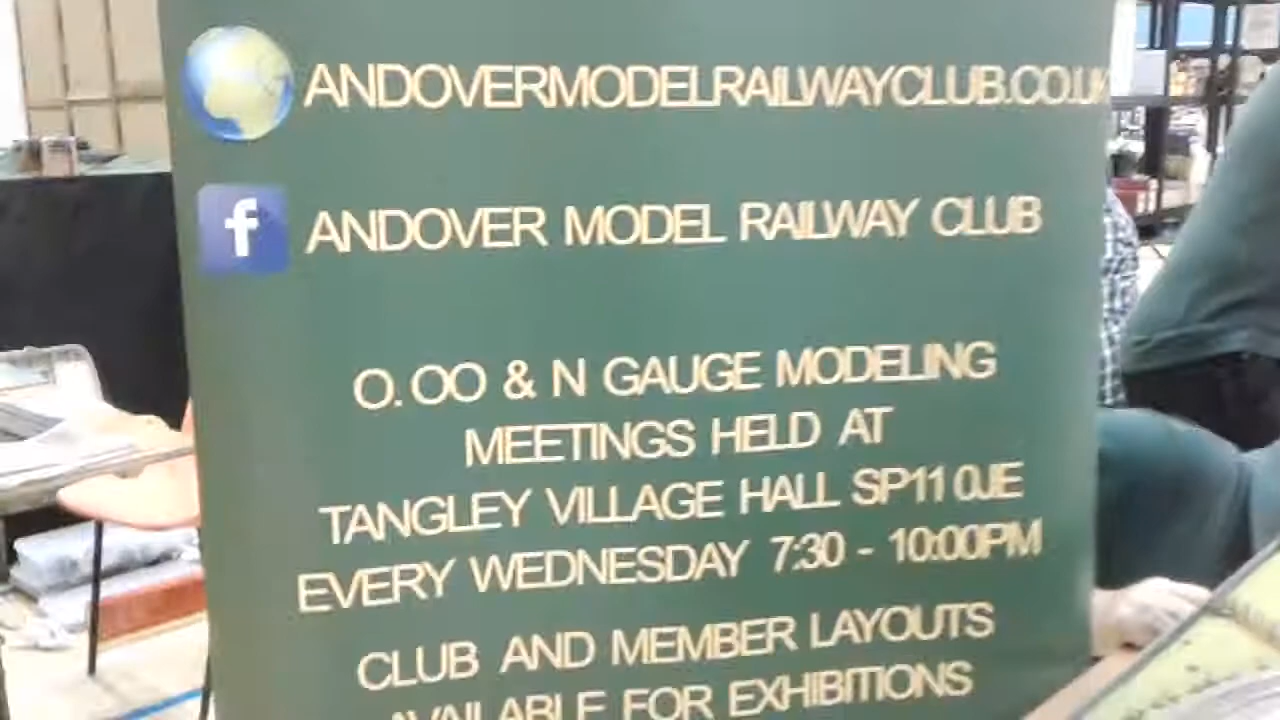 ANDOVERMODELRAILWAYCLUB.CO.UK
f ANDOVER MODEL RAILWAY CLUB
O. OO & N GAUGE MODELING
MEETINGS HELD AT
TANGLEY VILLAGE HALL SP11 0JE
EVERY WEDNESDAY 7:30 - 10:00PM
CLUB AND MEMBER LAYOUTS
AVAILABLE FOR EXHIBITIONS